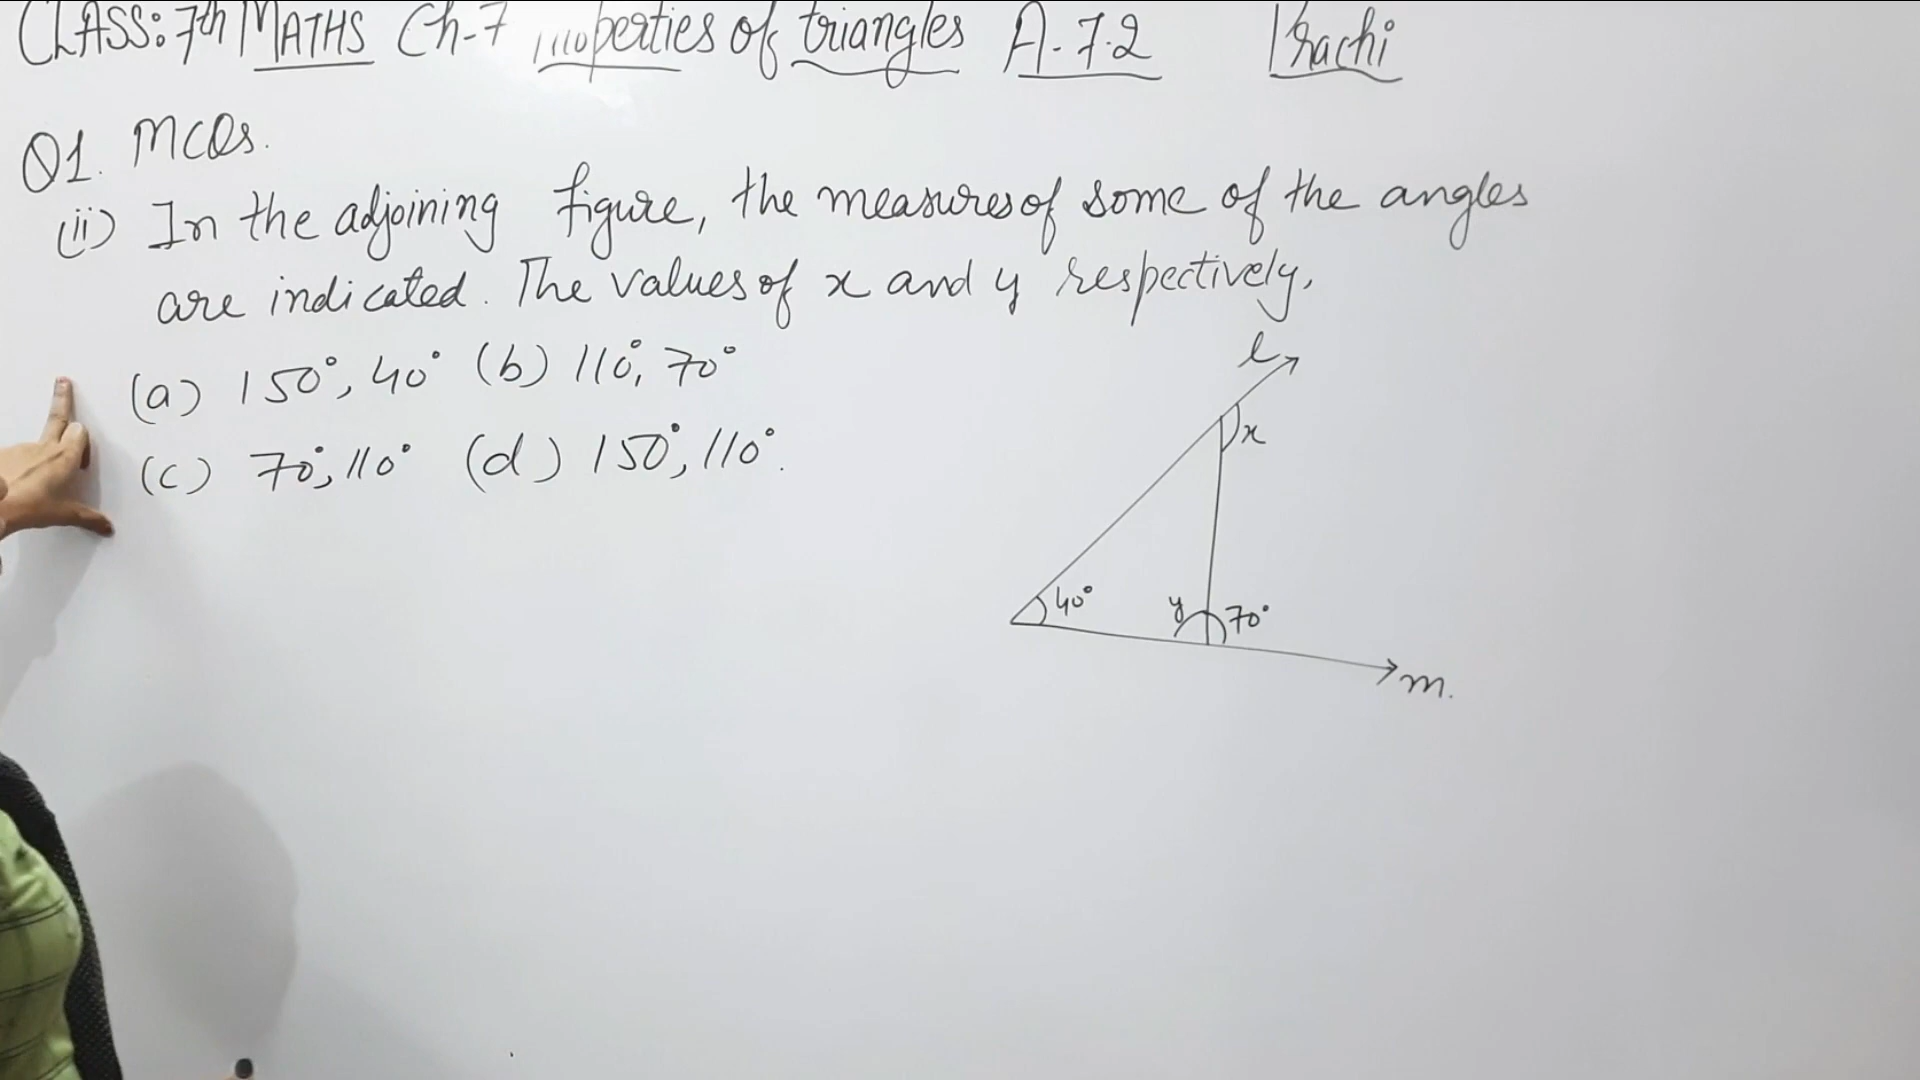 CLASS: 7th MATHS Ch-7 Properties of triangles A-7.2 Prachi
Q1. MCQs.
(ii) In the adjoining figure, the measures of some of the angles
are indicated. The values of x and y respectively.
(a) 150°, 40° (b) 110°, 70°
(c) 70°, 110° (d) 150°, 110°.
l
x
40°
y 70°
m.